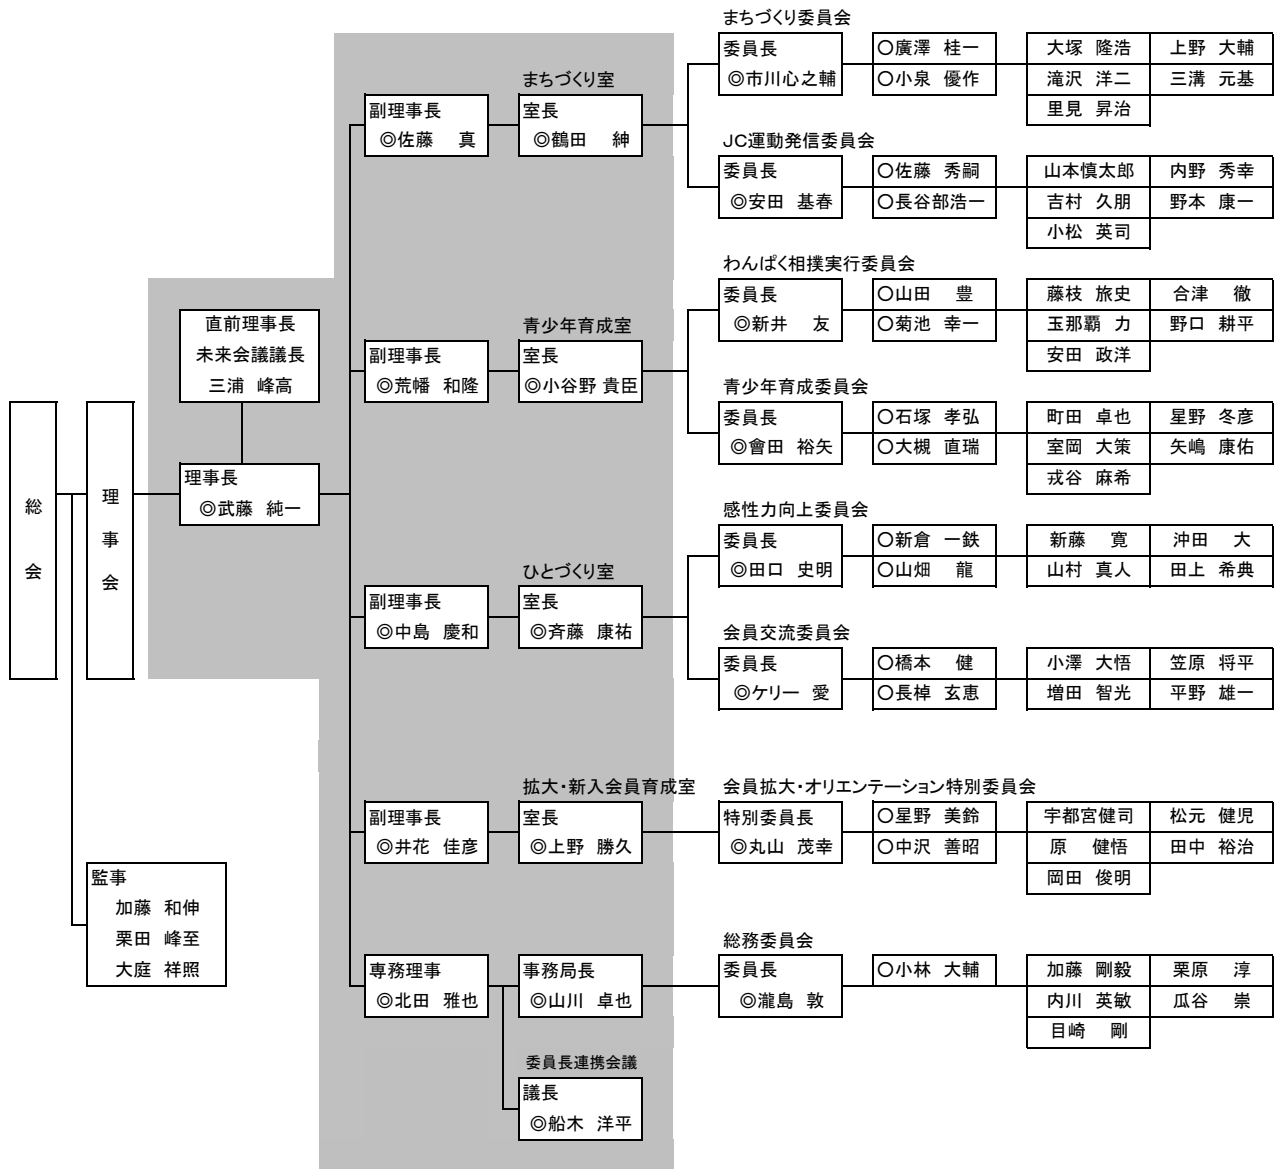 総会
理事会
監事
加藤 和伸
栗田 峰至
大庭 祥照
直前理事長
未来会議議長
三浦 峰高
理事長
◎武藤 純一
副理事長
◎佐藤 真
まちづくり室
室長
◎鶴田 紳
まちづくり委員会
委員長
◎市川心之輔
○廣澤 桂一
○小泉 優作
大塚 隆浩 上野 大輔
滝沢 洋二 三溝 元基
里見 昇治
JC運動発信委員会
委員長
◎安田 基春
○佐藤 秀嗣
○長谷部浩一
山本慎太郎 内野 秀幸
吉村 久朋 野本 康一
小松 英司
副理事長
◎荒幡 和隆
青少年育成室
室長
◎小谷野 貴臣
わんぱく相撲実行委員会
委員長
◎新井 友
○山田 豊
○菊池 幸一
藤枝 旅史 合津 徹
玉那覇 力 野口 耕平
安田 政洋
青少年育成委員会
委員長
◎會田 裕矢
○石塚 孝弘
○大槻 直瑞
町田 卓也 星野 冬彦
室岡 大策 矢嶋 康佑
戎谷 麻希
副理事長
◎中島 慶和
ひとづくり室
室長
◎斉藤 康祐
感性力向上委員会
委員長
◎田口 史明
○新倉 一鉄
○山畑 龍
新藤 寛 沖田 大
山村 真人 田上 希典
会員交流委員会
委員長
◎ケリー 愛
○橋本 健
○長棹 玄恵
小澤 大悟 笠原 将平
増田 智光 平野 雄一
副理事長
◎井花 佳彦
拡大・新入会員育成室
室長
◎上野 勝久
会員拡大・オリエンテーション特別委員会
特別委員長
◎丸山 茂幸
○星野 美鈴
○中沢 善昭
宇都宮健司 松元 健児
原 健悟 田中 裕治
岡田 俊明
専務理事
◎北田 雅也
事務局長
◎山川 卓也
総務委員会
委員長
◎瀧島 敦
○小林 大輔
加藤 剛毅 栗原 淳
内川 英敏 瓜谷 崇
目崎 剛
委員長連携会議
議長
◎船木 洋平